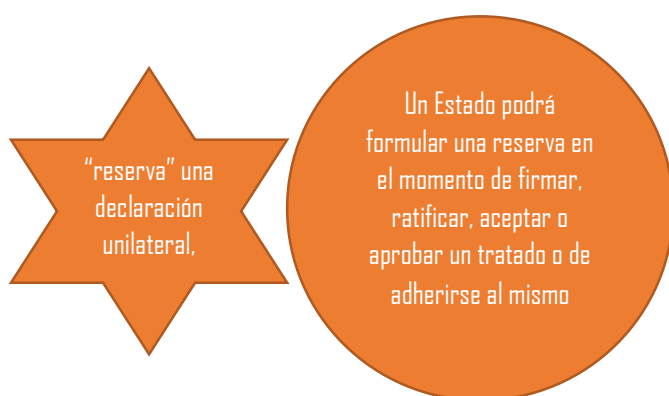 “reserva” una
declaración
unilateral,
Un Estado podrá
formular una reserva en
el momento de firmar,
ratificar, aceptar o
aprobar un tratado o de
adherirse al mismo